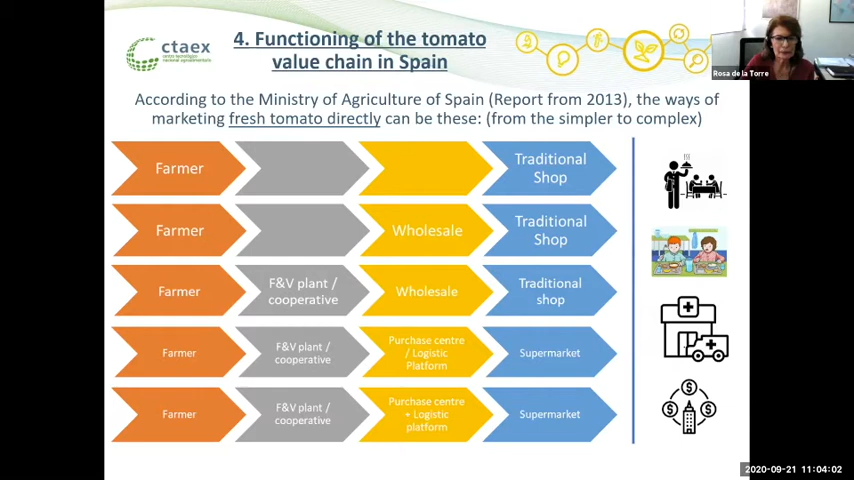 ctaex
centro tecnológico
nacional agroalimentario
4. Functioning of the tomato
value chain in Spain
Rosa de la Torre
According to the Ministry of Agriculture of Spain (Report from 2013), the ways of
marketing fresh tomato directly can be these: (from the simpler to complex)
Farmer
Traditional
Shop
Farmer
Wholesale
Traditional
Shop
Farmer
F&V plant /
cooperative
Wholesale
Traditional
shop
Farmer
F&V plant /
cooperative
Purchase centre
/ Logistic
Platform
Supermarket
Farmer
F&V plant /
cooperative
Purchase centre
+ Logistic
platform
Supermarket
2020-09-21 11:04:02